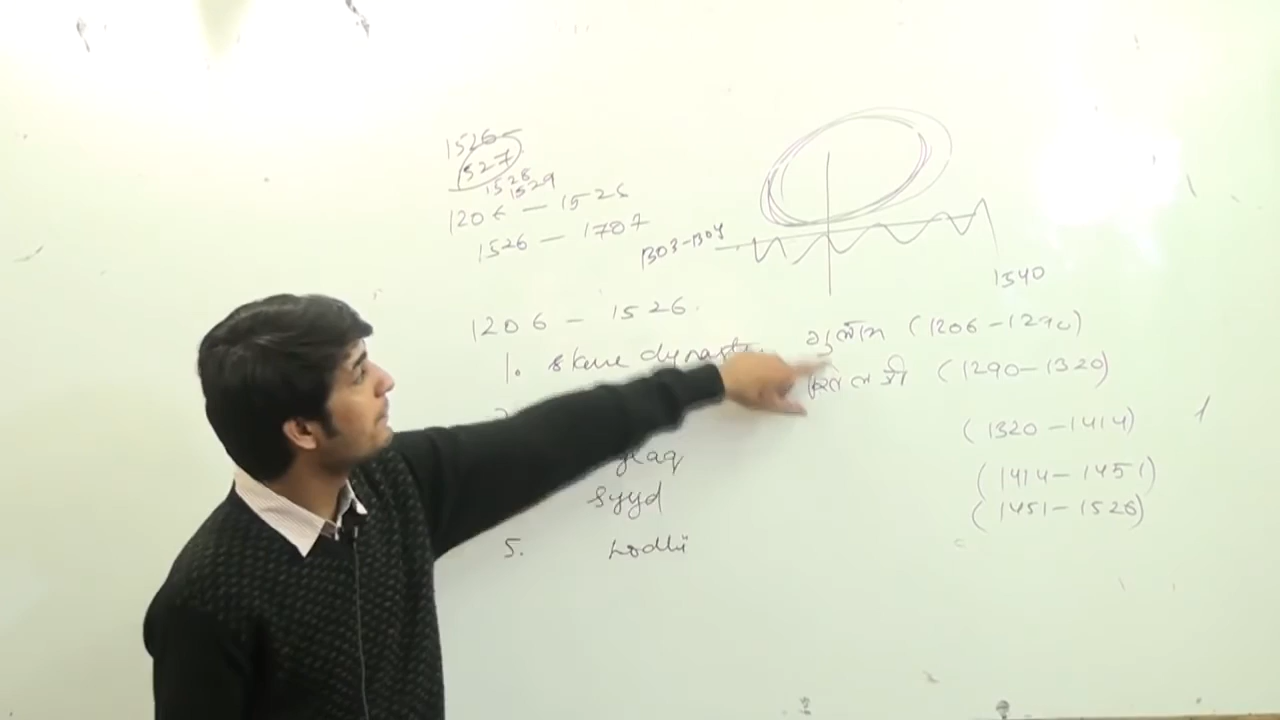 1526
1527
1528
1529
1206 - 1526
1526 - 1707
1303-1304
1540
1206 - 1526
1. slave dynasty. गुलाम (1206-1290)
खिलजी (1290-1320)
(1320-1414)
syyd (1414-1451)
5. Lodhi (1451-1526)